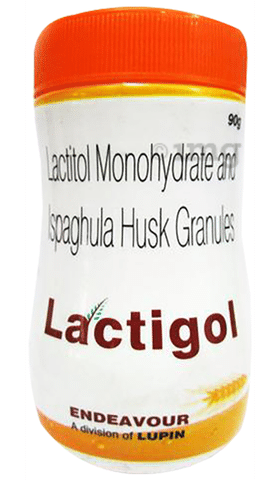 90g
Lactitol Monohydrate and
Ispaghula Husk Granules
Lactigol
ENDEAVOUR
A division of LUPIN